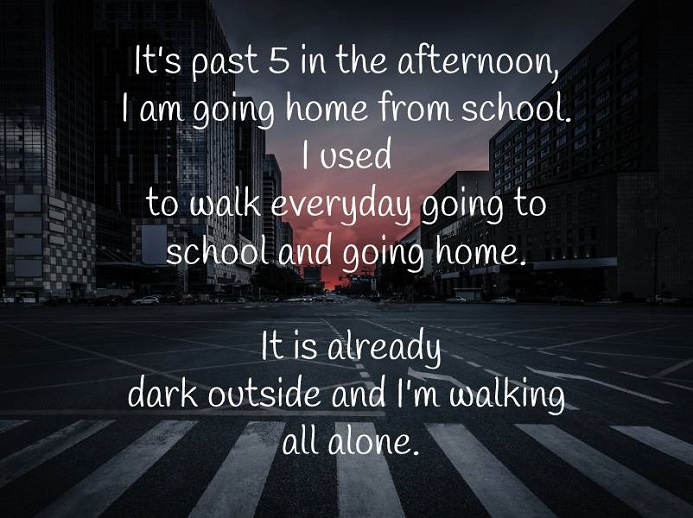 It's past 5 in the afternoon,
I am going home from school.
I used
to walk everyday going to
school and going home.
It is already
dark outside and I'm walking
all alone.